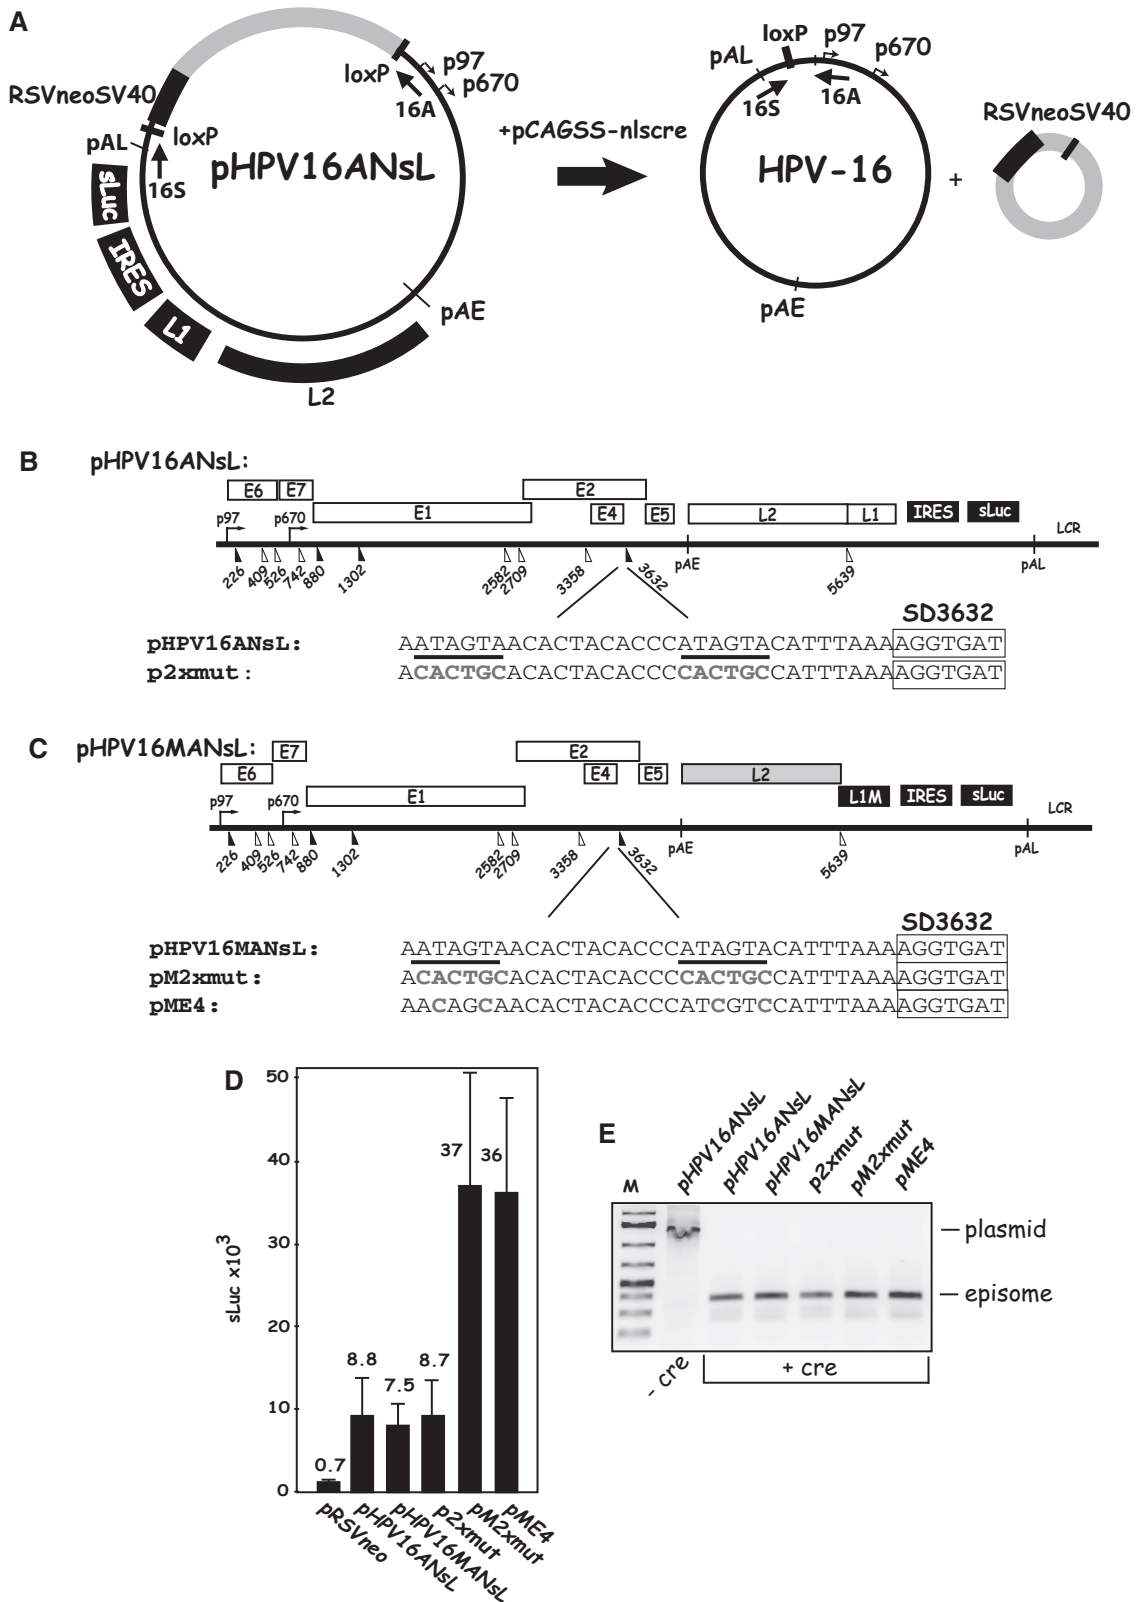 A
RSVneoSV40
loxP
p97
p670
16A
pAL
loxP
16S
pHPV16ANsL
sLuc
IRES
L1
L2
pAE
+pCAGSS-nlscre
loxP
p97
pAL
p670
16S
16A
HPV-16
pAE
+
RSVneoSV40
B
pHPV16ANsL:
E6
E7
E2
E1
E4
E5
L2
L1
IRES
sLuc
p97
p670
LCR
226
409
526
742
880
1302
2582
2709
3358
3632
pAE
5639
pAL
SD3632
pHPV16ANsL: AATAGTAACACTACACCCATAGTACATTTAAAAGGTGAT
p2xmut: ACACTGCACACTACACCCCACTGCCATTTAAAAGGTGAT
C
pHPV16MANsL:
E7
E2
E6
E4
E5
L2
E1
L1M
IRES
sLuc
p97
p670
LCR
226
409
526
742
880
1302
2582
2709
3358
3632
pAE
5639
pAL
SD3632
pHPV16MANsL: AATAGTAACACTACACCCATAGTACATTTAAAAGGTGAT
pM2xmut: ACACTGCACACTACACCCCACTGCCATTTAAAAGGTGAT
pME4: AACAGCAACACTACACCCATCGTCCATTTAAAAGGTGAT
D
sLuc x10³
50
40
30
20
10
0
0.7
8.8
7.5
8.7
37
36
pRSVneo
pHPV16ANsL
pHPV16MANsL
p2xmut
pM2xmut
pME4
E
M
pHPV16ANsL
pHPV16ANsL
pHPV16MANsL
p2xmut
pM2xmut
pME4
plasmid
episome
- cre
+ cre